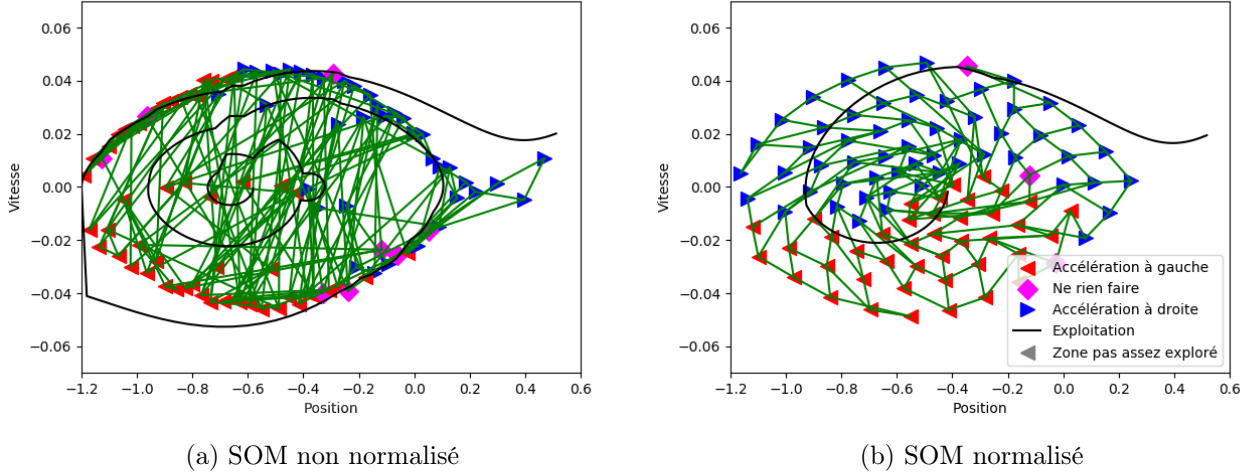 0.06
0.04
0.02
0.00
−0.02
−0.04
−0.06
Vitesse
−1.2 −1.0 −0.8 −0.6 −0.4 −0.2 0.0 0.2 0.4 0.6
Position
(a) SOM non normalisé
0.06
0.04
0.02
0.00
−0.02
−0.04
−0.06
Vitesse
Accélération à gauche
Ne rien faire
Accélération à droite
Exploitation
Zone pas assez exploré
−1.2 −1.0 −0.8 −0.6 −0.4 −0.2 0.0 0.2 0.4 0.6
Position
(b) SOM normalisé